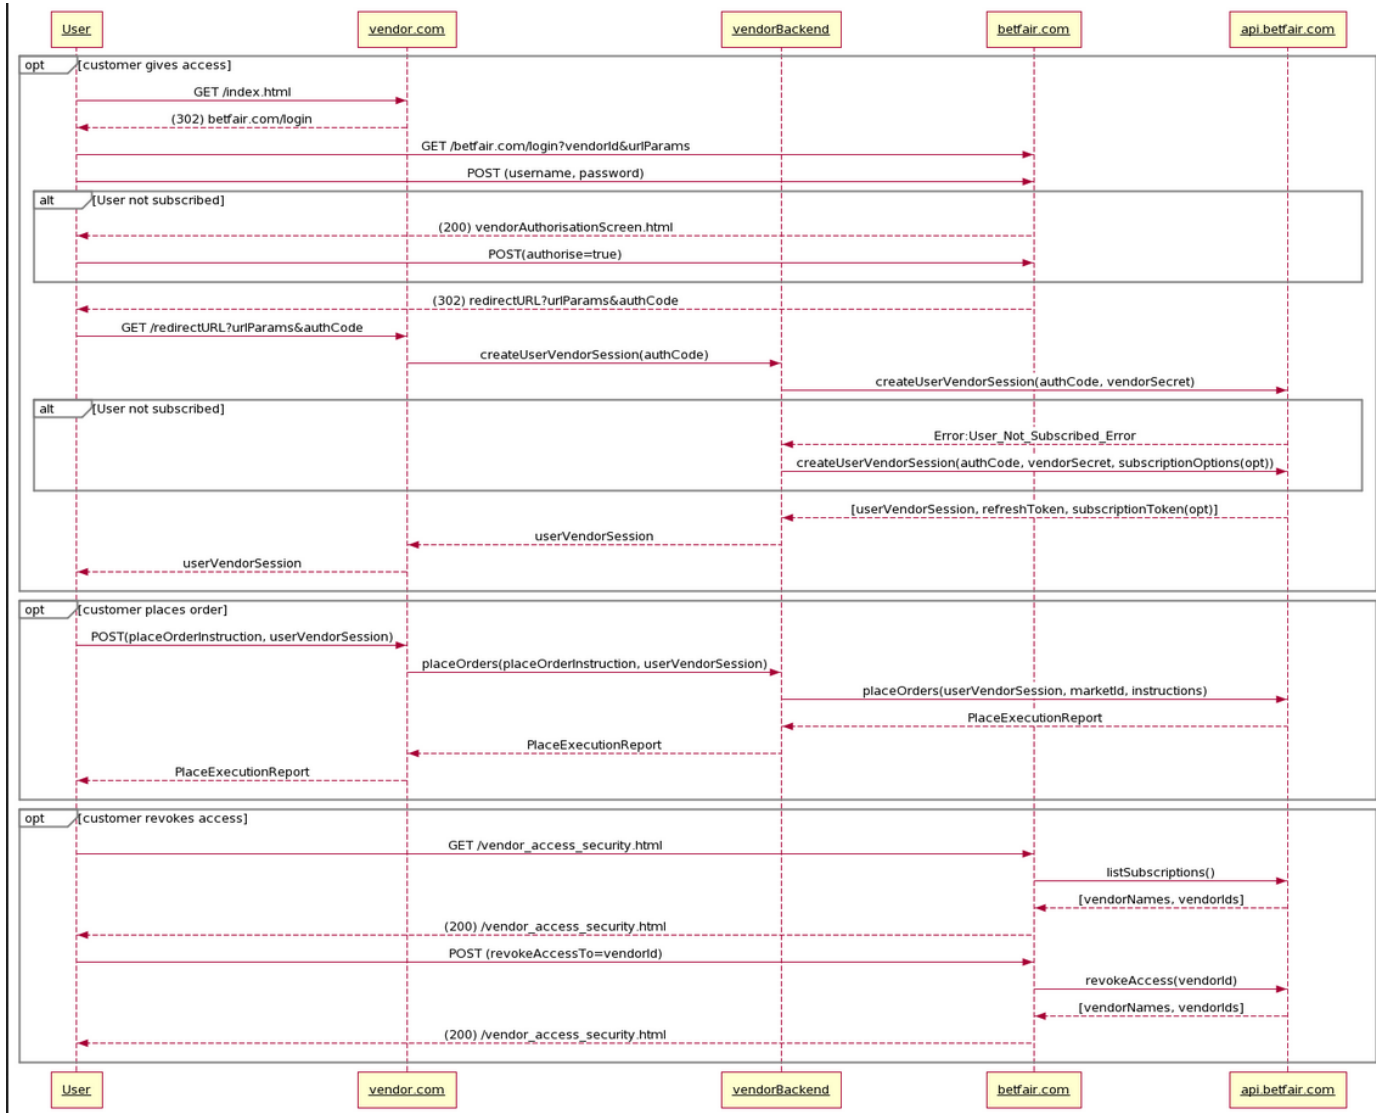 User
vendor.com
vendorBackend
betfair.com
api.betfair.com
opt [customer gives access]
GET /index.html
(302) betfair.com/login
GET /betfair.com/login?vendorId&urlParams
POST (username, password)
alt [User not subscribed]
(200) vendorAuthorisationScreen.html
POST(authorise=true)
(302) redirectURL?urlParams&authCode
GET /redirectURL?urlParams&authCode
createUserVendorSession(authCode)
createUserVendorSession(authCode, vendorSecret)
alt [User not subscribed]
Error:User_Not_Subscribed_Error
createUserVendorSession(authCode, vendorSecret, subscriptionOptions(opt))
[userVendorSession, refreshToken, subscriptionToken(opt)]
userVendorSession
userVendorSession
opt [customer places order]
POST(placeOrderInstruction, userVendorSession)
placeOrders(placeOrderInstruction, userVendorSession)
placeOrders(userVendorSession, marketId, instructions)
PlaceExecutionReport
PlaceExecutionReport
PlaceExecutionReport
opt [customer revokes access]
GET /vendor_access_security.html
listSubscriptions()
[vendorNames, vendorIds]
(200) /vendor_access_security.html
POST (revokeAccessTo=vendorId)
revokeAccess(vendorId)
[vendorNames, vendorIds]
(200) /vendor_access_security.html
User
vendor.com
vendorBackend
betfair.com
api.betfair.com